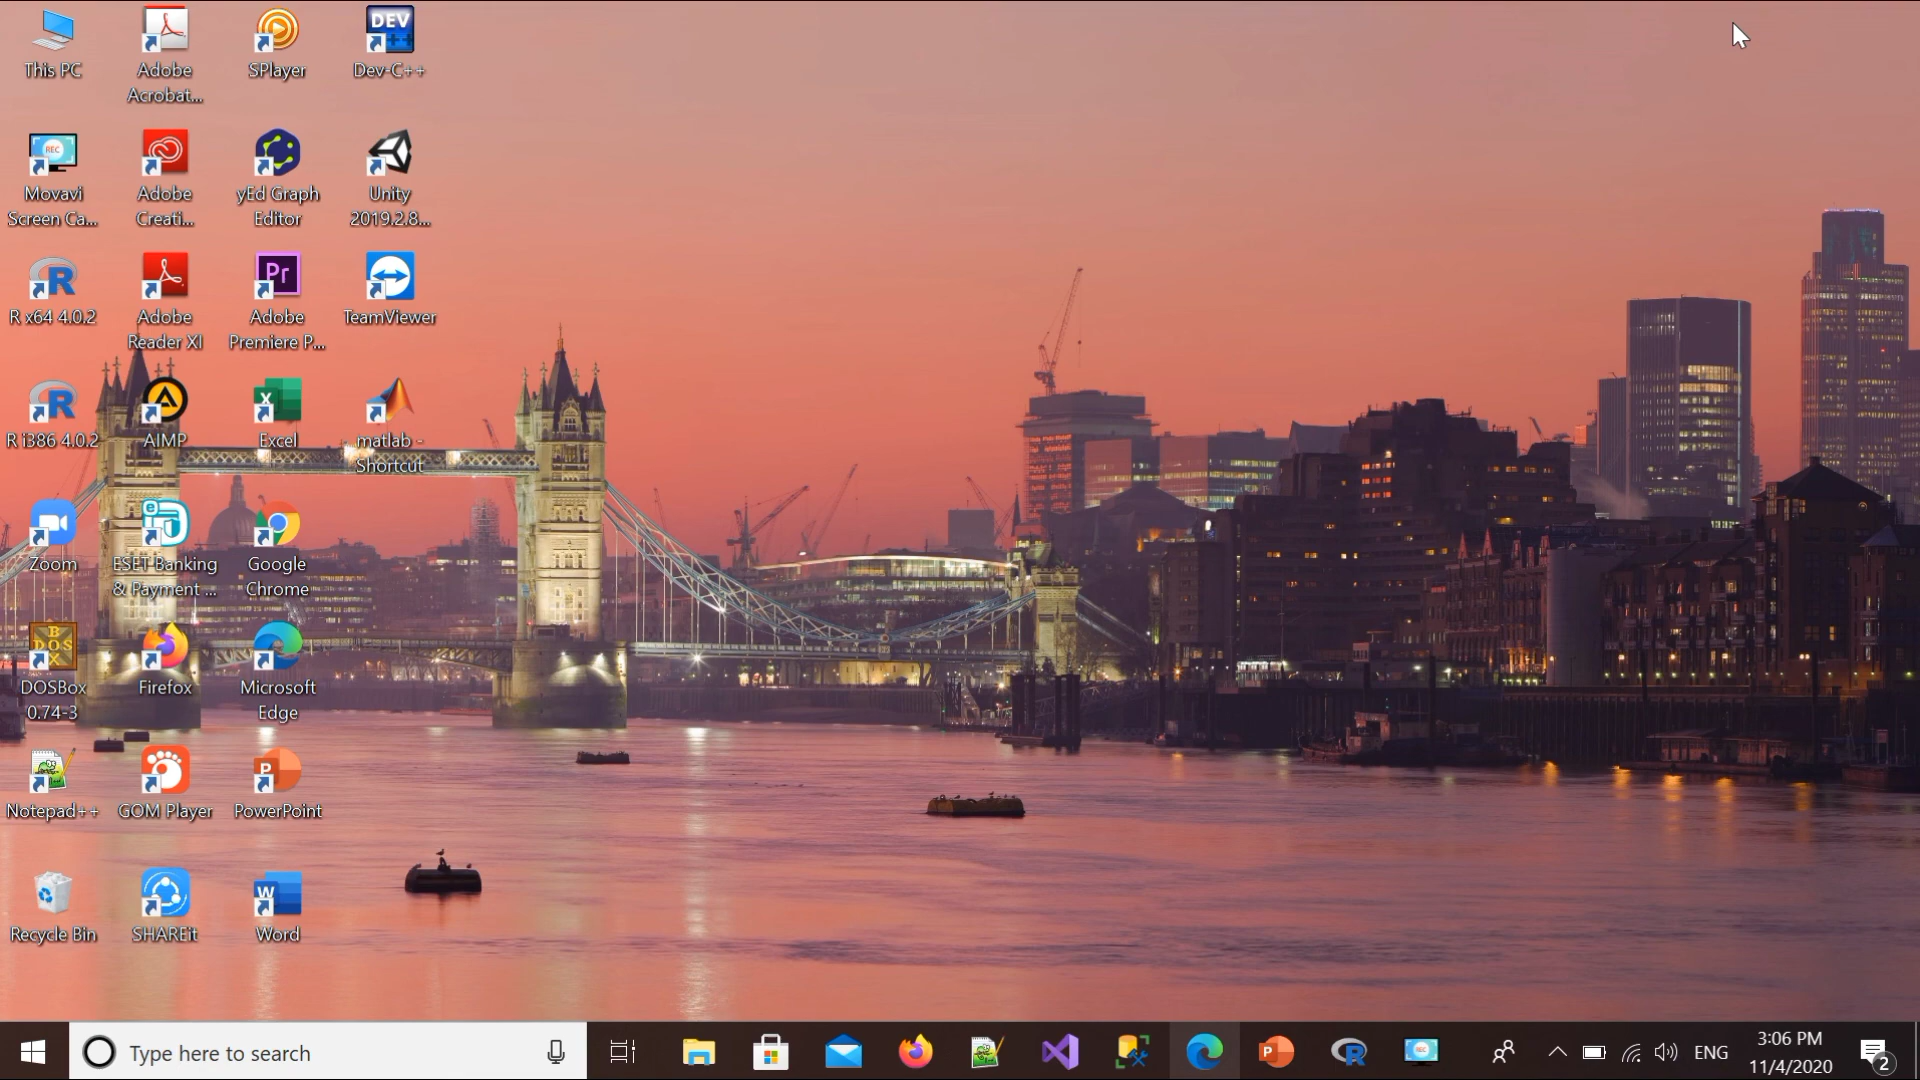 This PC
Adobe
Acrobat...
SPlayer
DEV
++
Dev-C++
REC
Movavi
Screen Ca...
Adobe
Creati...
yEd Graph
Editor
Unity
2019.2.8...
R
R x64 4.0.2
Adobe
Reader XI
Pr
Adobe
Premiere P...
TeamViewer
R
R i386 4.0.2
AIMP
X
Excel
matlab -
Shortcut
Zoom
e
ESET Banking
& Payment ...
Google
Chrome
B
DOS
X
DOSBox
0.74-3
Firefox
Microsoft
Edge
Notepad++
GOM Player
P
PowerPoint
Recycle Bin
SHAREit
W
Word
Type here to search
P
R
REC
ENG
3:06 PM
11/4/2020
2